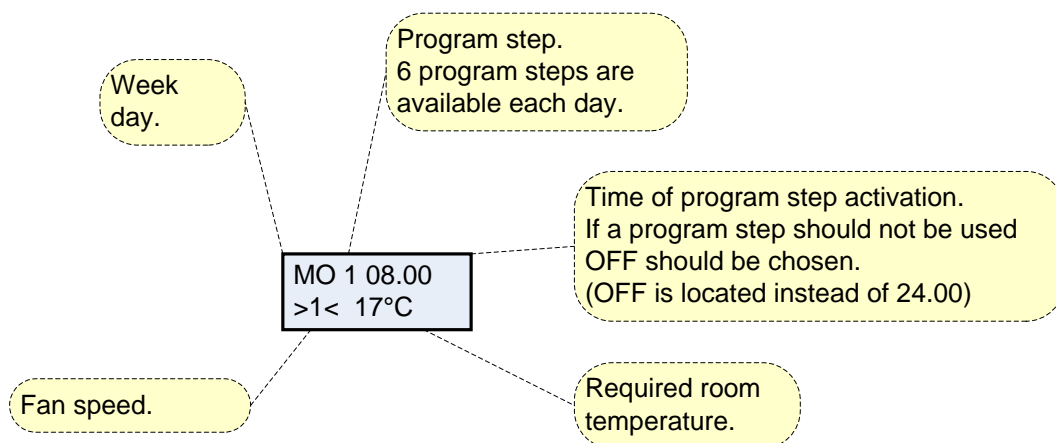 Program step.
6 program steps are
available each day.
Week
day.
Time of program step activation.
If a program step should not be used
OFF should be chosen.
(OFF is located instead of 24.00)
MO 1 08.00
>1<  17°C
Fan speed.
Required room
temperature.